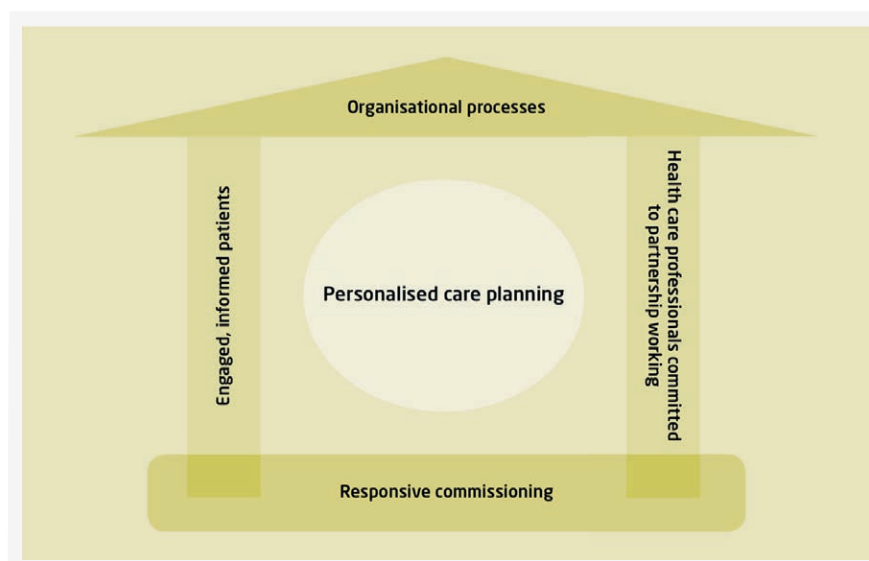 Organisational processes
Engaged, informed patients
Personalised care planning
Health care professionals committed
to partnership working
Responsive commissioning